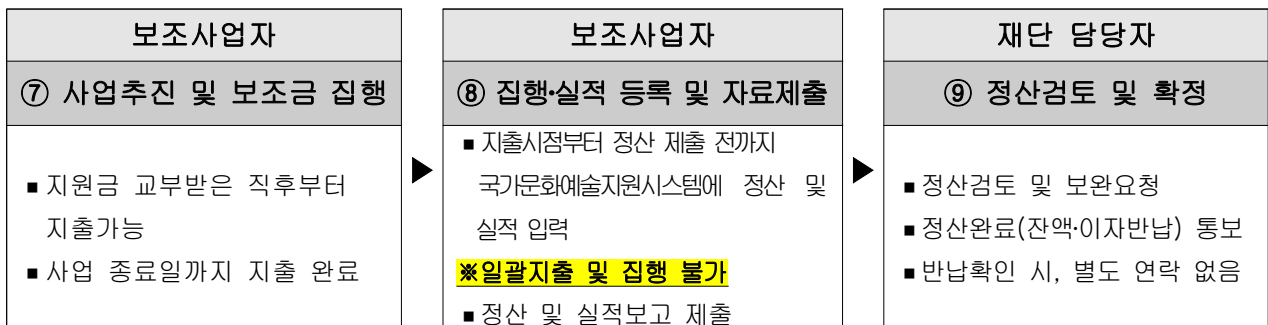 보조사업자
⑦ 사업추진 및 보조금 집행
■ 지원금 교부받은 직후부터
지출가능
■ 사업 종료일까지 지출 완료
▶
보조사업자
⑧ 집행·실적 등록 및 자료제출
■ 지출시점부터 정산 제출 전까지
국가문화예술지원시스템에 정산 및
실적 입력
※일괄지출 및 집행 불가
■ 정산 및 실적보고 제출
▶
재단 담당자
⑨ 정산검토 및 확정
■ 정산검토 및 보완요청
■ 정산완료(잔액·이자반납) 통보
■ 반납확인 시, 별도 연락 없음